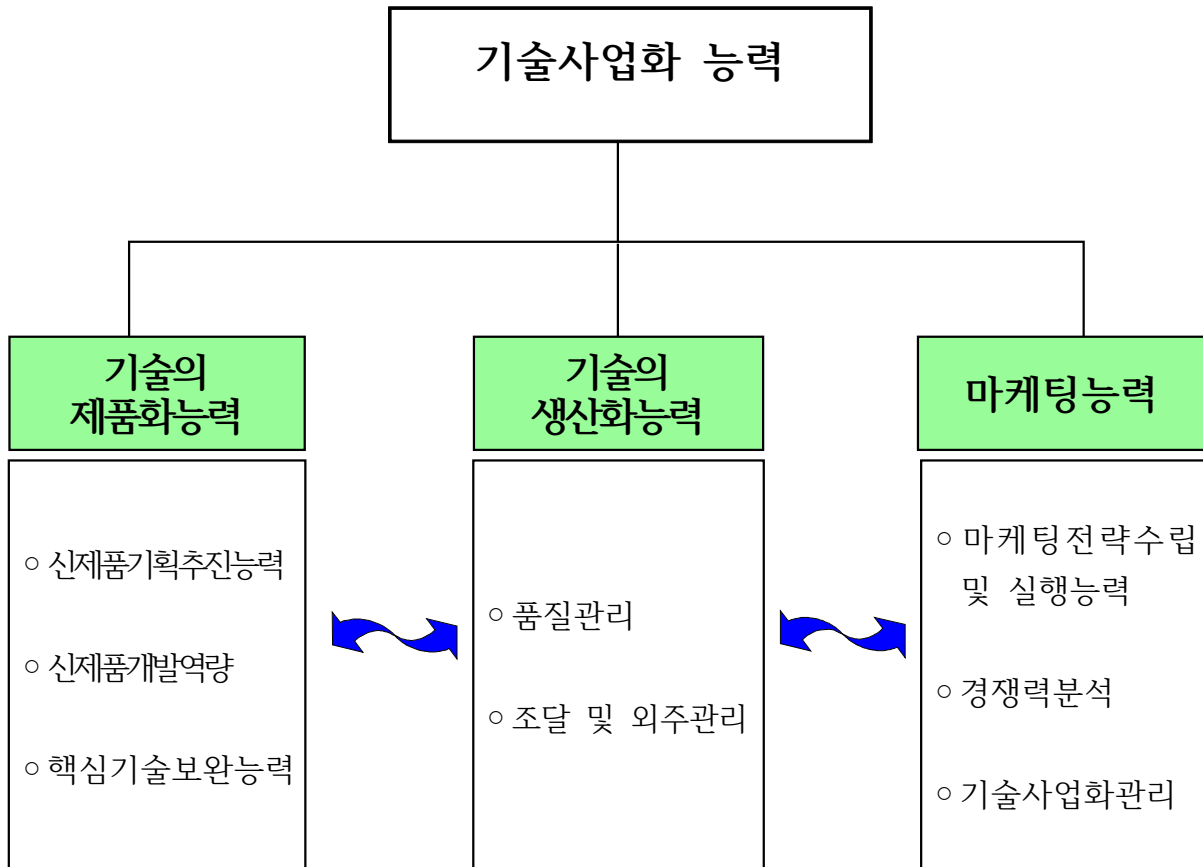 기술사업화 능력
기술의
제품화능력
기술의
생산화능력
마케팅능력
○ 신제품기획추진능력
○ 신제품개발역량
○ 핵심기술보완능력
○ 품질관리
○ 조달 및 외주관리
○ 마케팅전략수립
및 실행능력
○ 경쟁력분석
○ 기술사업화관리